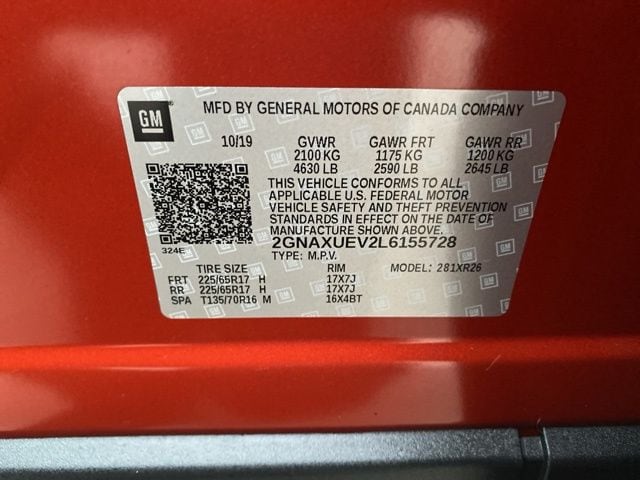 GM MFD BY GENERAL MOTORS OF CANADA COMPANY
10/19 GVWR GAWR FRT GAWR RR
2100 KG 1175 KG 1200 KG
4630 LB 2590 LB 2645 LB
THIS VEHICLE CONFORMS TO ALL
APPLICABLE U.S. FEDERAL MOTOR
VEHICLE SAFETY AND THEFT PREVENTION
STANDARDS IN EFFECT ON THE DATE OF
MANUFACTURE SHOWN ABOVE.
324E 2GNAXUEV2L6155728
TYPE: M.P.V. MODEL: 281XR26
TIRE SIZE RIM
FRT 225/65R17 H 17X7J
RR 225/65R17 H 17X7J
SPA T135/70R16 M 16X4BT